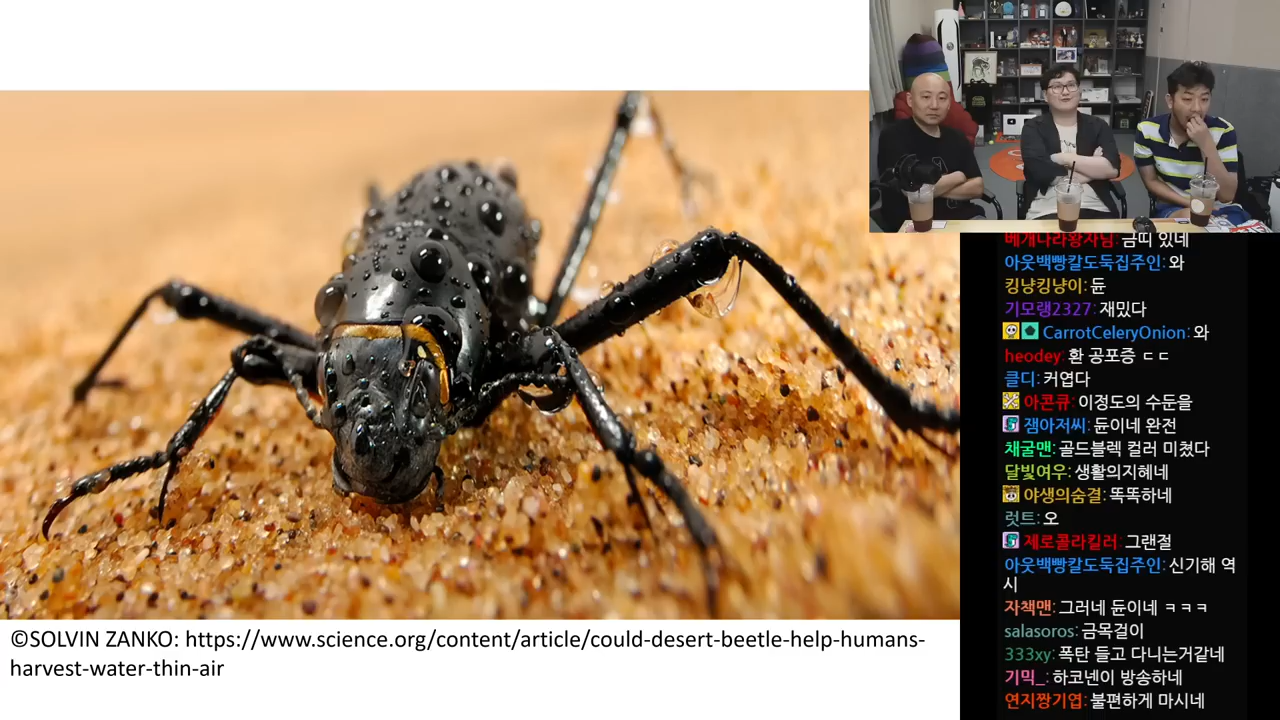 ©SOLVIN ZANKO: https://www.science.org/content/article/could-desert-beetle-help-humans-
harvest-water-thin-air
베개나라왕자님: 금띠 있네
아웃백빵칼도둑집주인: 와
킹냥킹냥이: 듄
기모랭2327: 재밌다
CarrotCeleryOnion: 와
heodey: 환 공포증 ㄷㄷ
클디: 커엽다
아콘큐: 이정도의 수둔을
잼아저씨: 듄이네 완전
채굴맨: 골드블렉 컬러 미쳤다
달빛여우: 생활의지혜네
야생의숨결: 똑똑하네
럿트: 오
제로콜라킬러: 그랜절
아웃백빵칼도둑집주인: 신기해 역
시
자책맨: 그러네 듄이네 ㅋㅋㅋ
salasoros: 금목걸이
333xy: 폭탄 들고 다니는거같네
기믹_: 하코넨이 방송하네
연지짱기엽: 불편하게 마시네